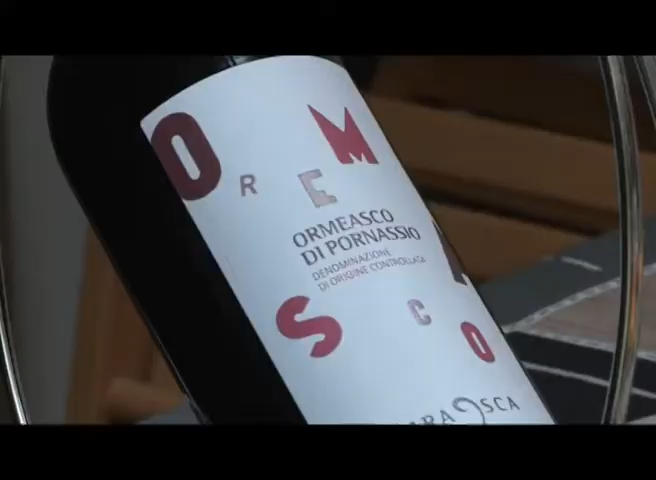 O R M E A S C O
ORMEASCO
DI PORNASSIO
DENOMINAZIONE
DI ORIGINE CONTROLLATA